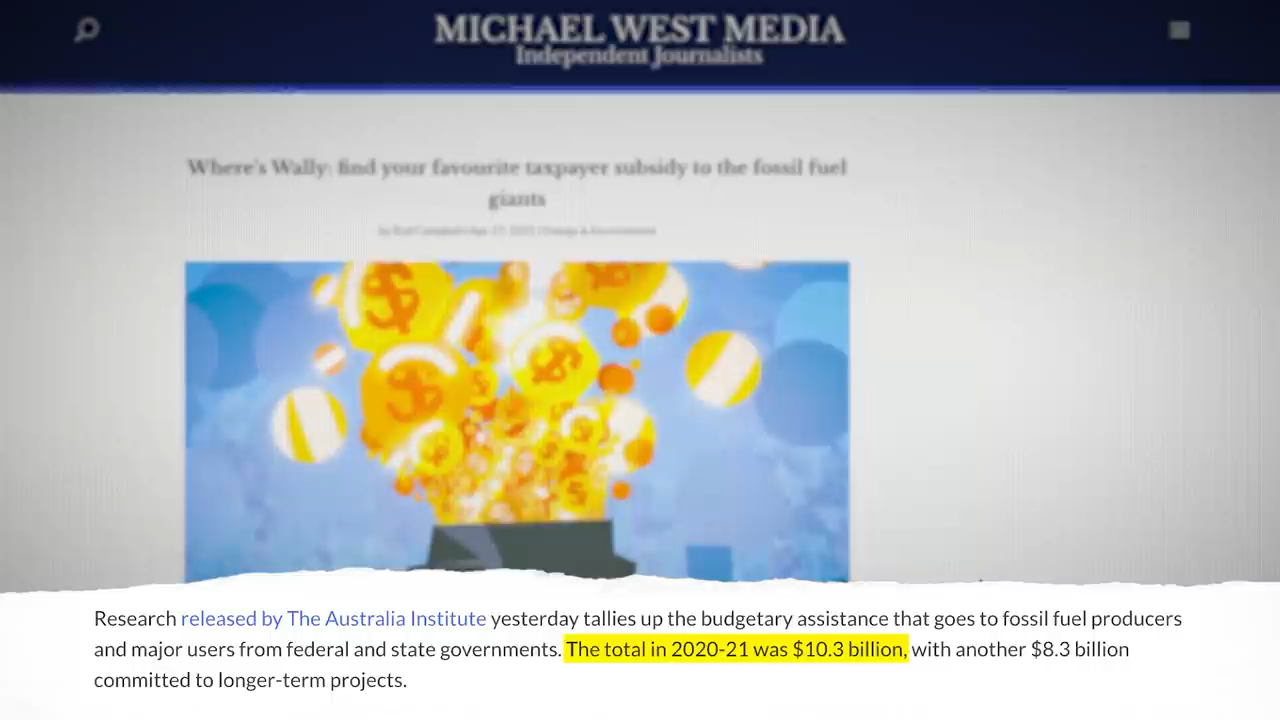 MICHAEL WEST MEDIA
Independent Journalists
Where's Wally: find your favourite taxpayer subsidy to the fossil fuel
giants
Research released by The Australia Institute yesterday tallies up the budgetary assistance that goes to fossil fuel producers
and major users from federal and state governments. The total in 2020-21 was $10.3 billion, with another $8.3 billion
committed to longer-term projects.